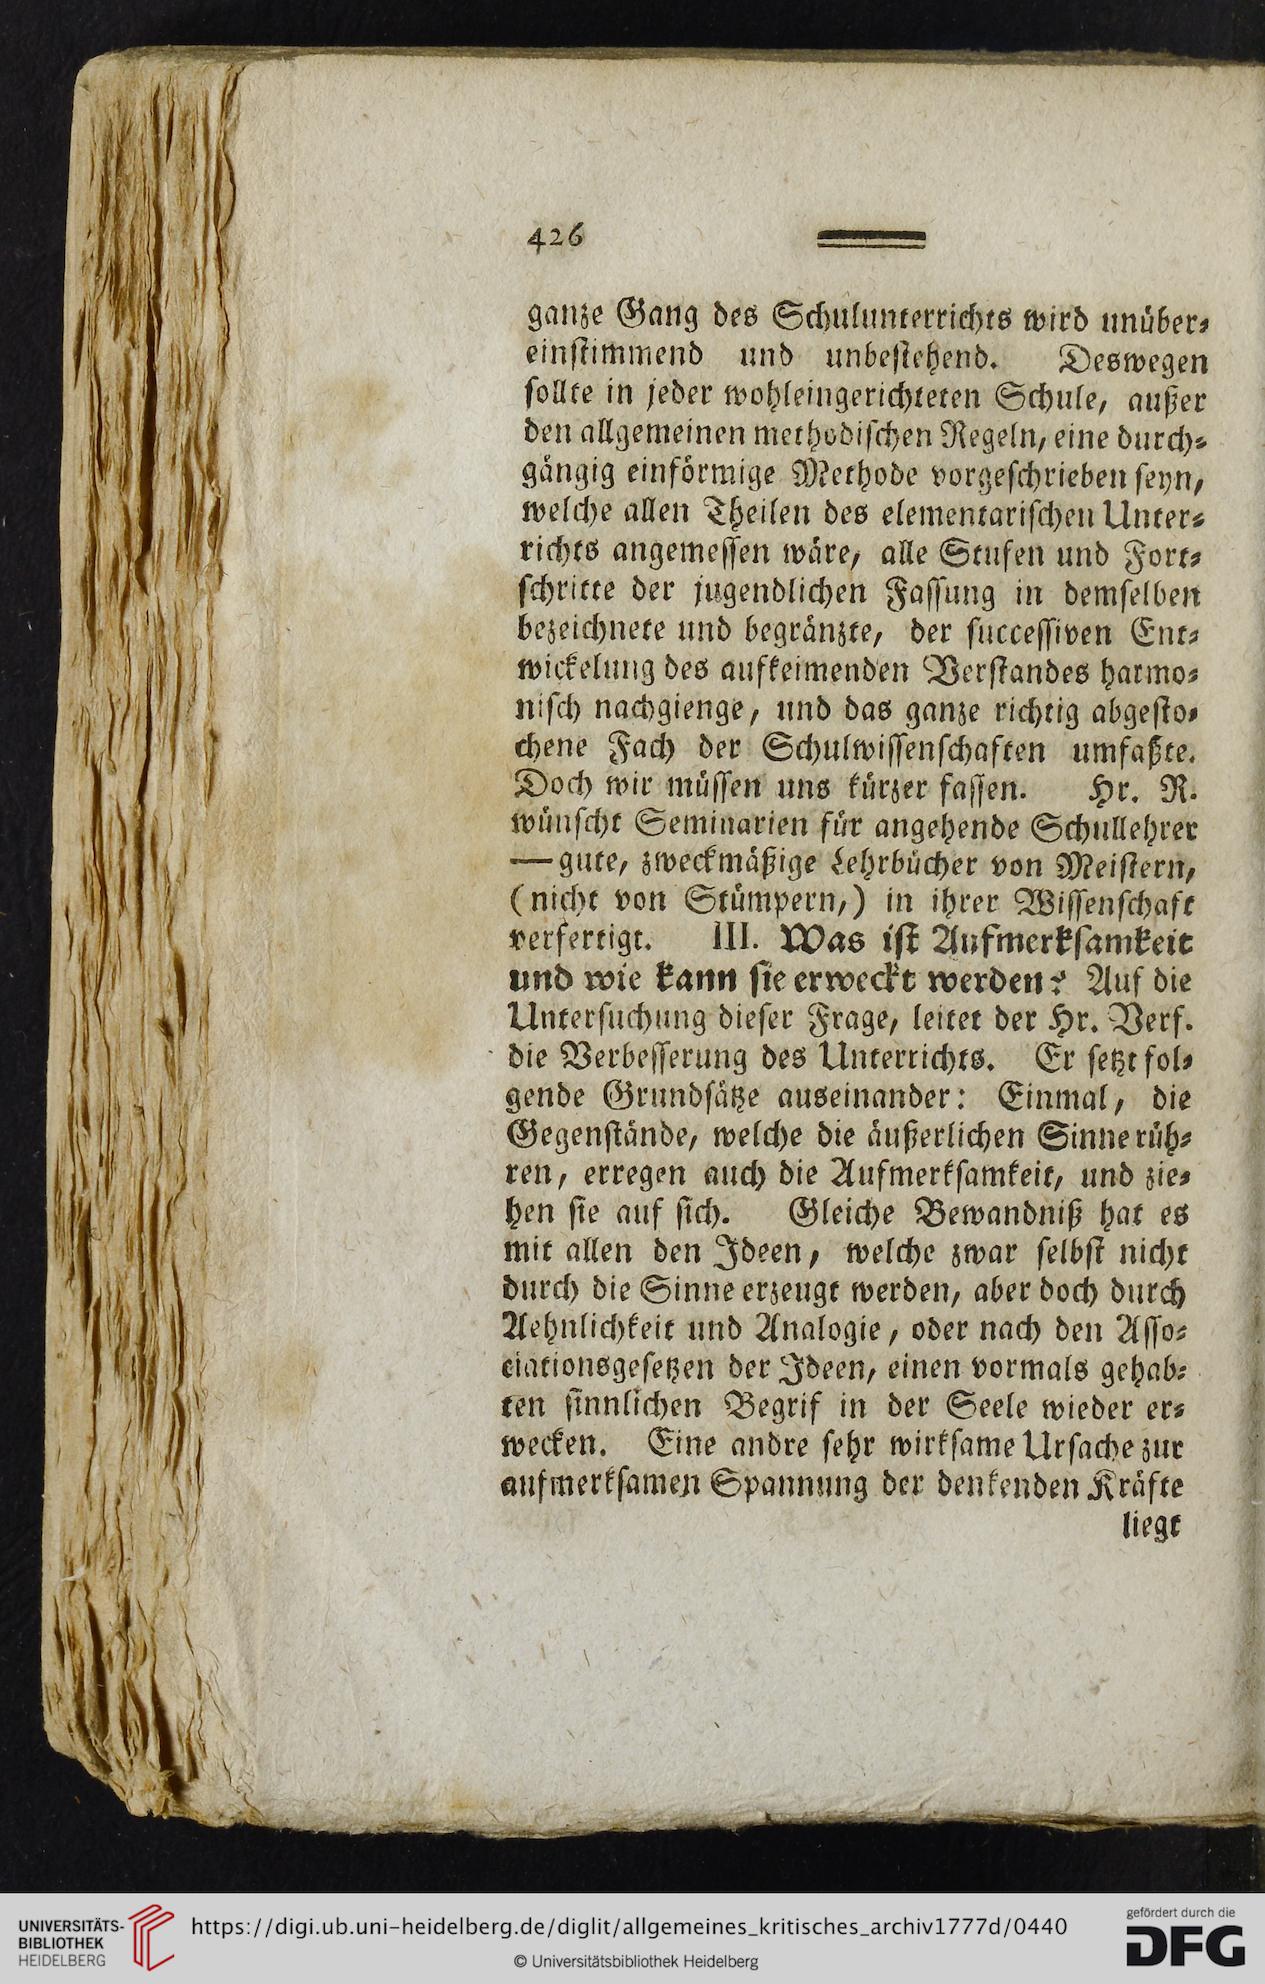 426
ganze Gang des Schulunterrichts wird unüber-
einstimmend und unbestehend. Deswegen
sollte in jeder wohleingerichteten Schule, außer
den allgemeinen methodischen Regeln, eine durch-
gängig einförmige Methode vorgeschrieben seyn,
welche allen Theilen des elementarischen Unter-
richts angemessen wäre, alle Stufen und Fort-
schritte der jugendlichen Fassung in demselben
bezeichnete und begränzte, der successiven Ent-
wickelung des aufkeimenden Verstandes harmo-
nisch nachgienge, und das ganze richtig abgesto-
chene Fach der Schulwissenschaften umfaßte.
Doch wir müssen uns kürzer fassen. Hr. R.
wünscht Seminarien für angehende Schullehrer
— gute, zweckmäßige Lehrbücher von Meistern,
(nicht von Stümpern,) in ihrer Wissenschaft
verfertigt. III. Was ist Aufmerksamkeit
und wie kann sie erweckt werden? Auf die
Untersuchung dieser Frage, leitet der Hr. Verf.
die Verbesserung des Unterrichts. Er setzt fol-
gende Grundsätze auseinander: Einmal, die
Gegenstände, welche die äußerlichen Sinne rüh-
ren, erregen auch die Aufmerksamkeit, und zie-
hen sie auf sich. Gleiche Bewandniß hat es
mit allen den Ideen, welche zwar selbst nicht
durch die Sinne erzeugt werden, aber doch durch
Aehnlichkeit und Analogie, oder nach den Asso-
ciationsgesetzen der Ideen, einen vormals gehab-
ten sinnlichen Begrif in der Seele wieder er-
wecken. Eine andre sehr wirksame Ursache zur
aufmerksamen Spannung der denkenden Kräfte
liegt
UNIVERSITÄTS-
BIBLIOTHEK
HEIDELBERG
https://digi.ub.uni-heidelberg.de/diglit/allgemeines_kritisches_archiv1777d/0440
© Universitätsbibliothek Heidelberg
gefördert durch die
DFG